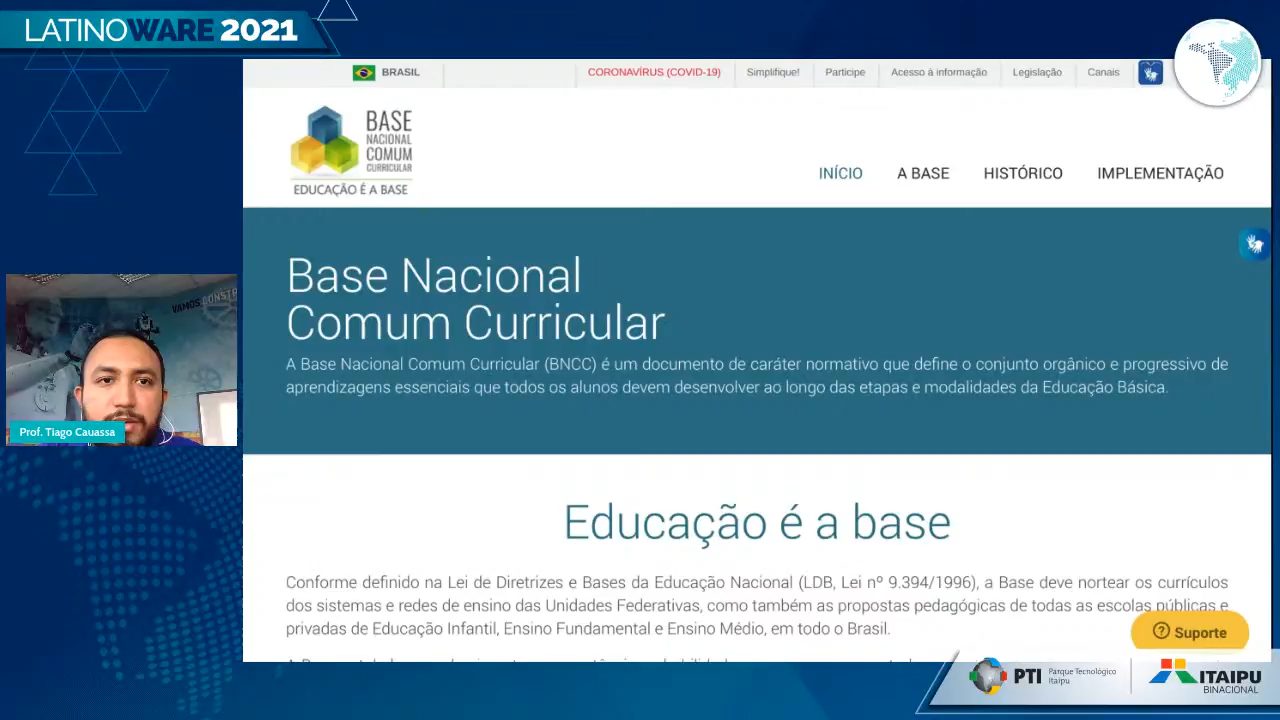 LATINOWARE 2021
BRASIL
CORONAVÍRUS (COVID-19)
Simplifique!
Participe
Acesso à informação
Legislação
Canais
BASE
NACIONAL
COMUM
CURRICULAR
EDUCAÇÃO É A BASE
INÍCIO
A BASE
HISTÓRICO
IMPLEMENTAÇÃO
Base Nacional
Comum Curricular
A Base Nacional Comum Curricular (BNCC) é um documento de caráter normativo que define o conjunto orgânico e progressivo de
aprendizagens essenciais que todos os alunos devem desenvolver ao longo das etapas e modalidades da Educação Básica.
VAMOS
Prof. Tiago Cauassa
Educação é a base
Conforme definido na Lei de Diretrizes e Bases da Educação Nacional (LDB, Lei nº 9.394/1996), a Base deve nortear os currículos
dos sistemas e redes de ensino das Unidades Federativas, como também as propostas pedagógicas de todas as escolas públicas e
privadas de Educação Infantil, Ensino Fundamental e Ensino Médio, em todo o Brasil.
Suporte
PTI
Parque Tecnológico
Itaipu
ITAIPU
BINACIONAL